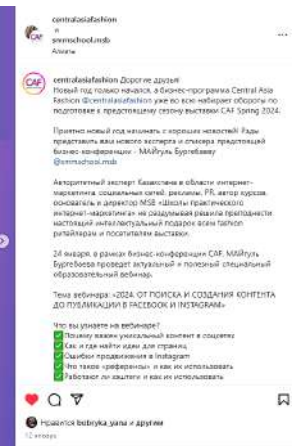 centralasiafashion
и
smmschool.msb
Алматы
CAF
centralasiafashion Дорогие друзья!
Новый год только начался, а бизнес-программа Central Asia
Fashion @centralasiafashion уже во всю набирает обороты по
подготовке к предстоящему сезону выставки CAF Spring 2024.
Приятно новый год начинать с хороших новостей! Рады
представить вам нового эксперта и спикера предстоящей
бизнес-конференции - МАЙгуль Бургебаеву
@smmschool.msb
Авторитетный эксперт Казахстана в области интернет-
маркетинга, социальных сетей, рекламы, PR, автор курсов,
основатель и директор MSB «Школы практического
интернет-маркетинга» не раздумывая решила преподнести
настоящий интеллектуальный подарок всем fashion
ритейлерам и посетителям выставки.
24 января, в рамках бизнес-конференции CAF, МАЙгуль
Бургебаева проведет актуальный и полезный специальный
образовательный вебинар.
Тема вебинара: «2024. ОТ ПОИСКА И СОЗДАНИЯ КОНТЕНТА
ДО ПУБЛИКАЦИИ В FACEBOOK И INSTAGRAM»
Что вы узнаете на вебинаре?
✅Почему важен уникальный контент в соцсетях
✅Как и где найти идеи для страниц
✅Ошибки продвижения в Instagram
✅Что такое «референсы» и как их использовать
✅Работают ли хештеги и как их использовать
Нравится bobryka_yana и другим
12 января